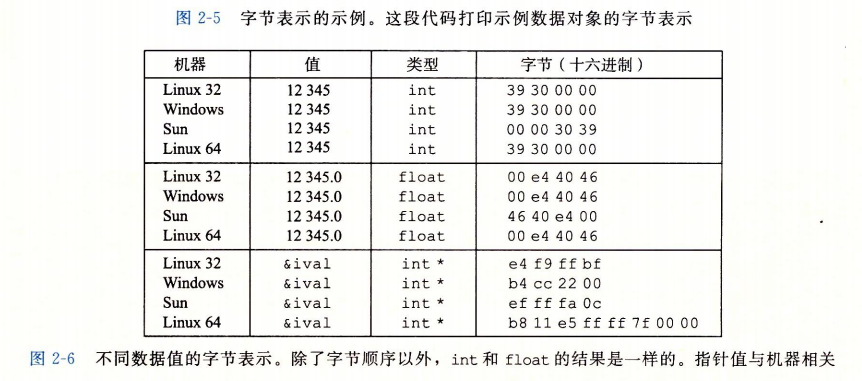 图 2-5 字节表示的示例。这段代码打印示例数据对象的字节表示
机器 值 类型 字节（十六进制）
Linux 32 12 345 int 39 30 00 00
Windows 12 345 int 39 30 00 00
Sun 12 345 int 00 00 30 39
Linux 64 12 345 int 39 30 00 00
Linux 32 12 345.0 float 00 e4 40 46
Windows 12 345.0 float 00 e4 40 46
Sun 12 345.0 float 46 40 e4 00
Linux 64 12 345.0 float 00 e4 40 46
Linux 32 &ival int * e4 f9 ff bf
Windows &ival int * b4 cc 22 00
Sun &ival int * ef ff fa 0c
Linux 64 &ival int * b8 11 e5 ff ff 7f 00 00
图 2-6 不同数据值的字节表示。除了字节顺序以外，int 和 float 的结果是一样的。指针值与机器相关